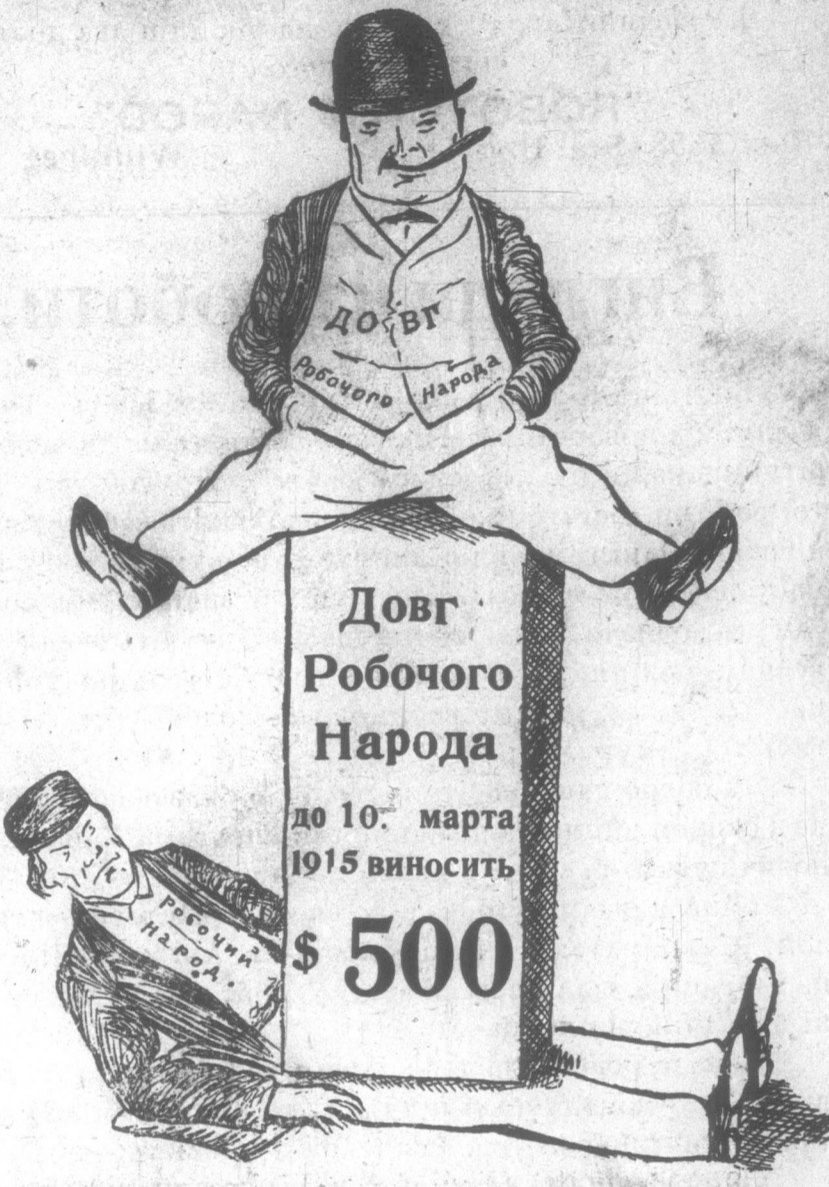 ДОВГ
Робочого Народа
Довг
Робочого
Народа
до 10. марта
1915 виносить
$ 500
Робочий
Народ.